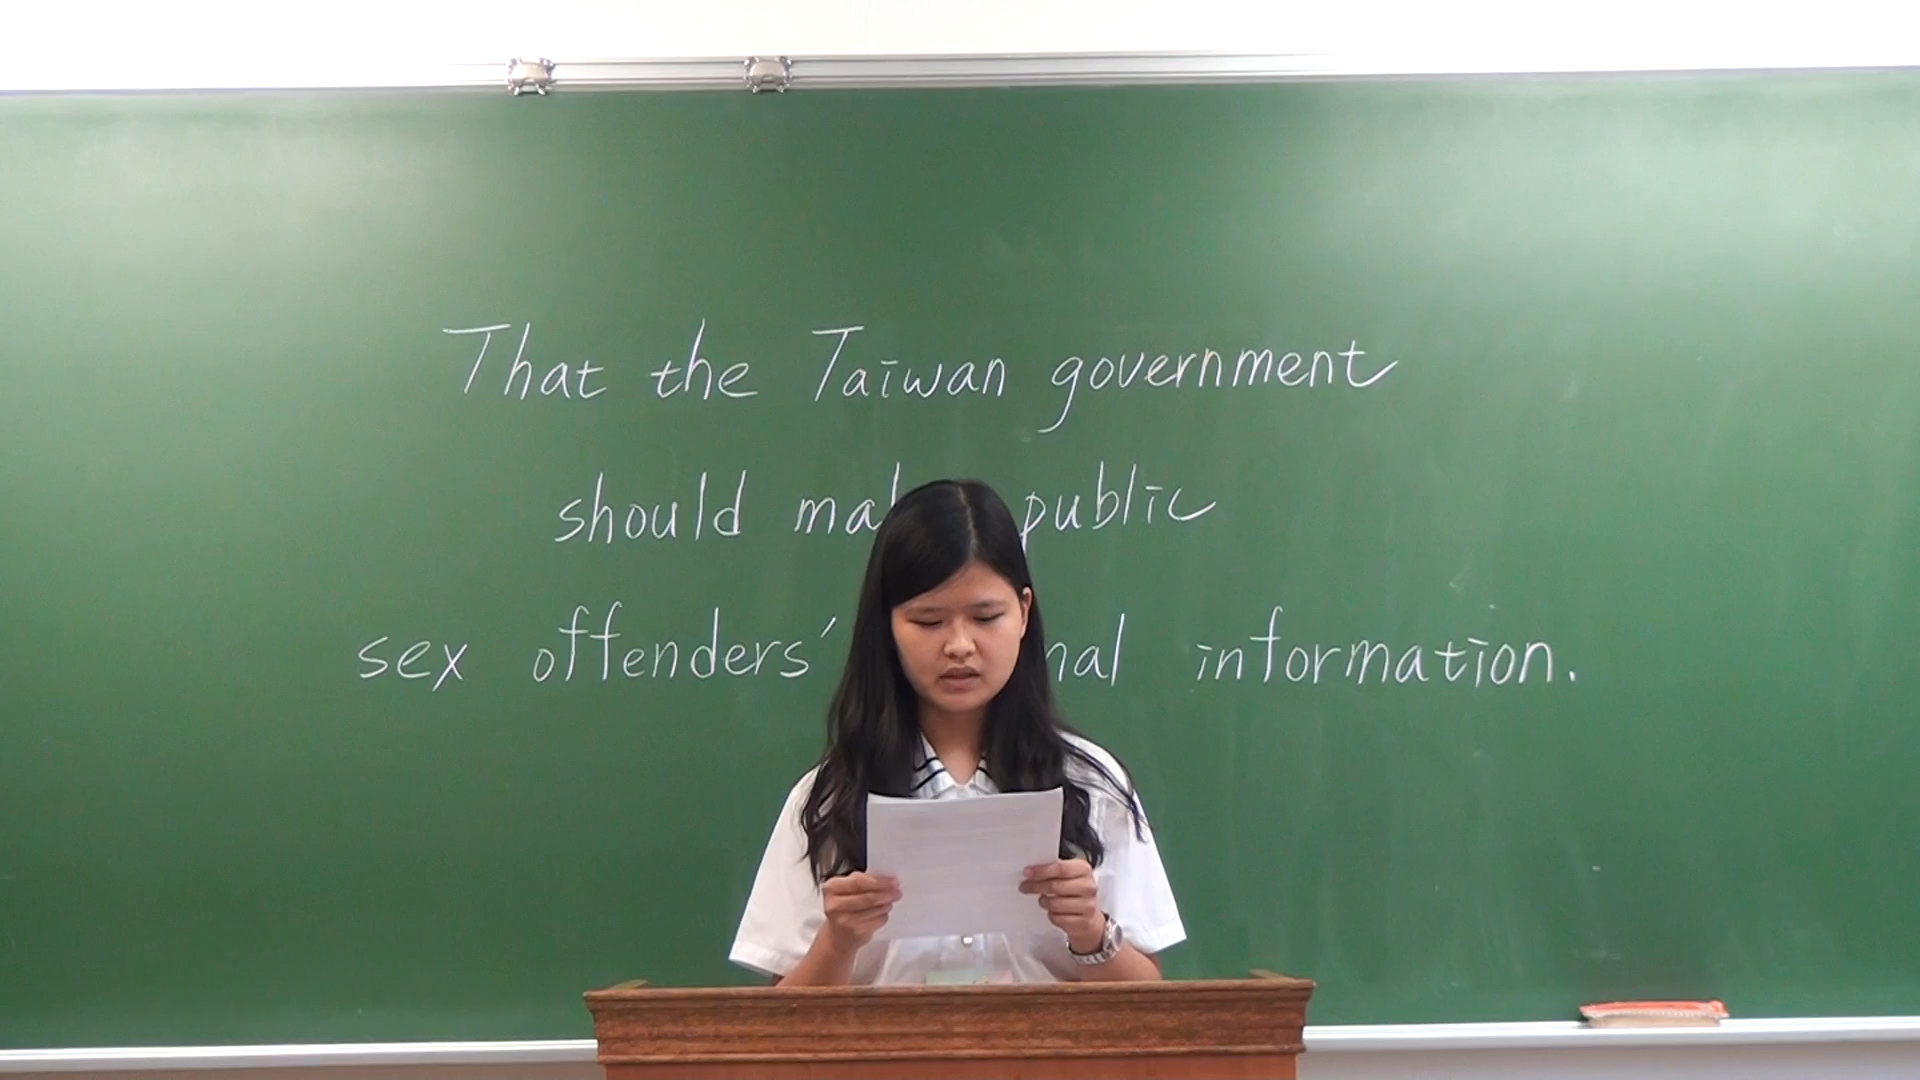 That the Taiwan government
should public
sex offenders' information.